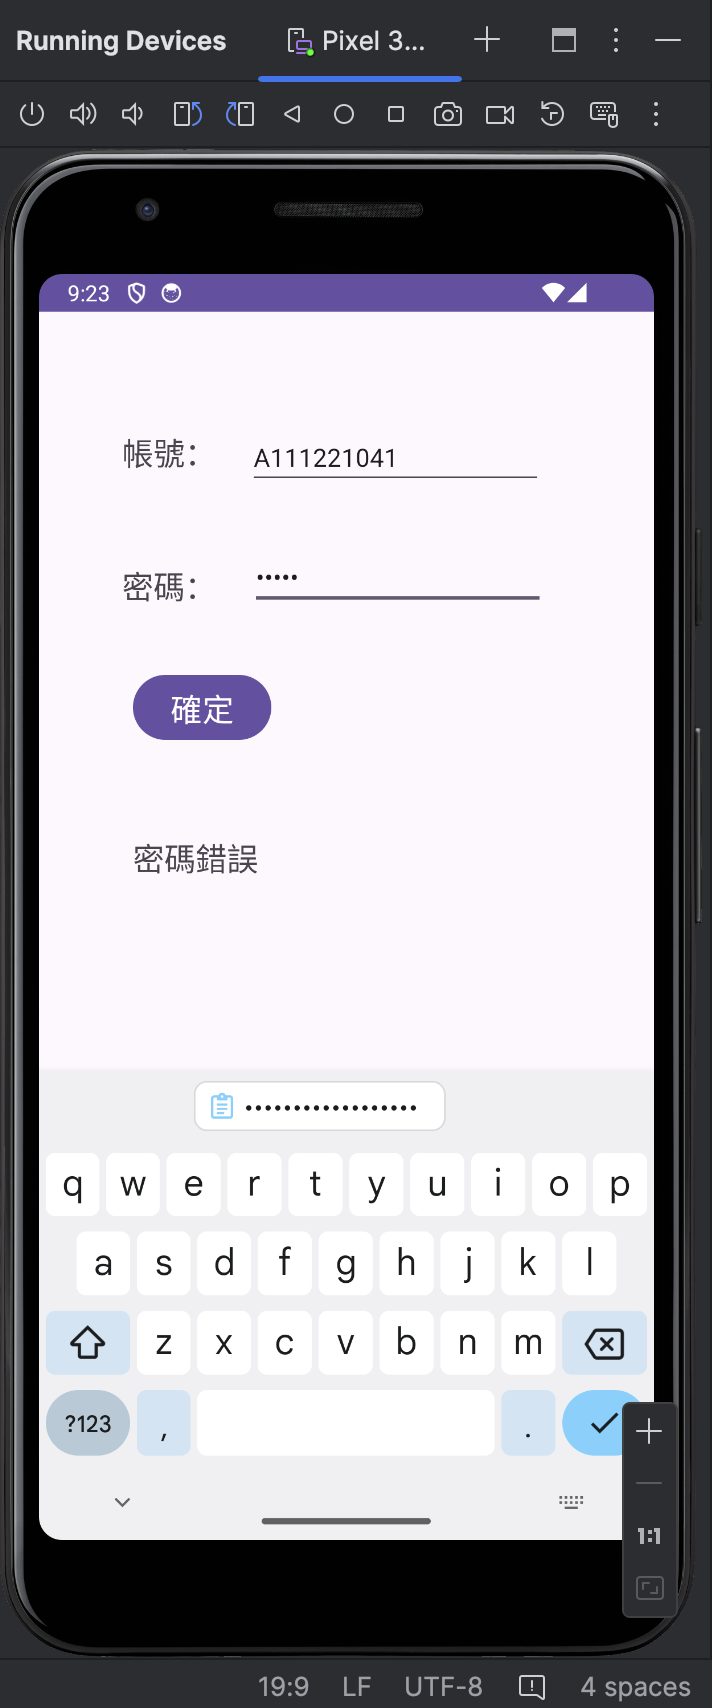 Running Devices
Pixel 3...
9:23
帳號：
A111221041
密碼：
•••••
確定
密碼錯誤
••••••••••••••••••
q w e r t y u i o p
a s d f g h j k l
z x c v b n m
?123 , .
1:1
19:9 LF UTF-8 4 spaces